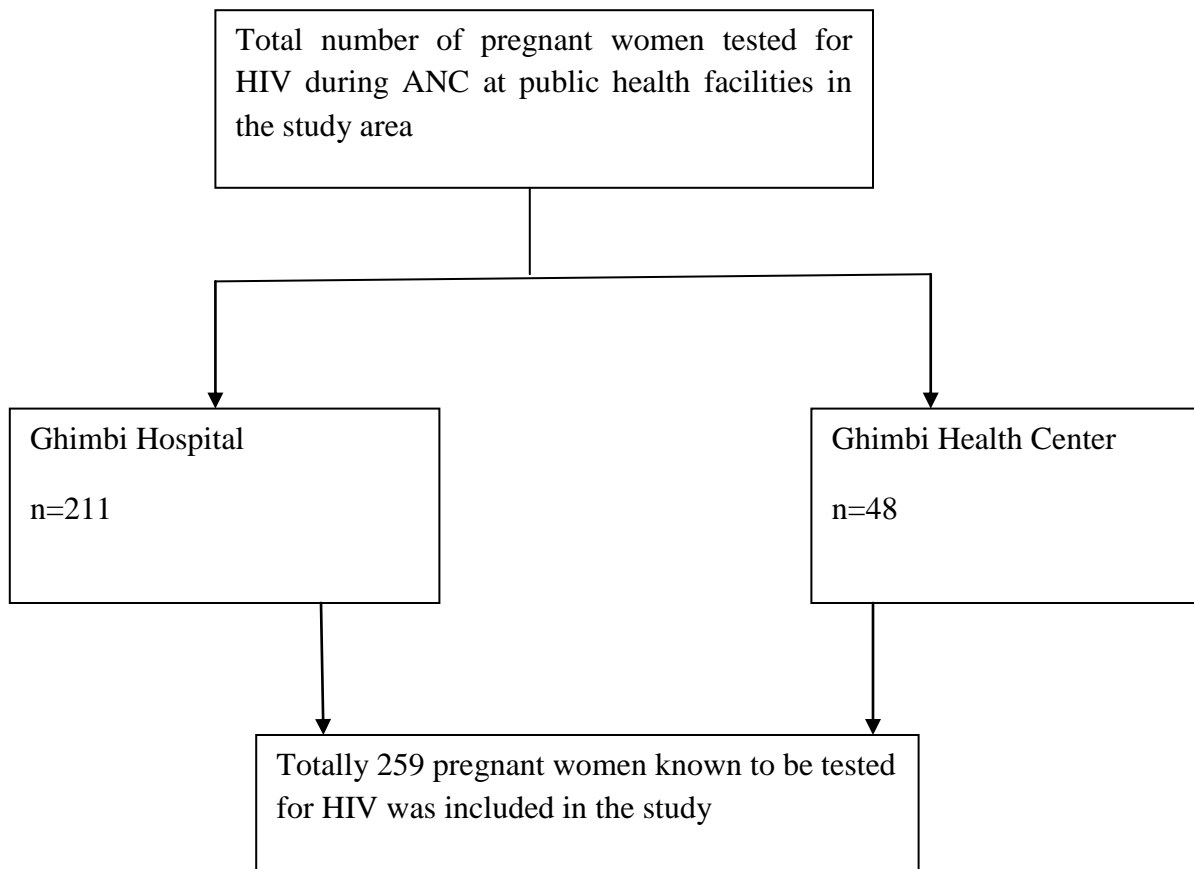 Total number of pregnant women tested for
HIV during ANC at public health facilities in
the study area
Ghimbi Hospital
n=211
Ghimbi Health Center
n=48
Totally 259 pregnant women known to be tested
for HIV was included in the study